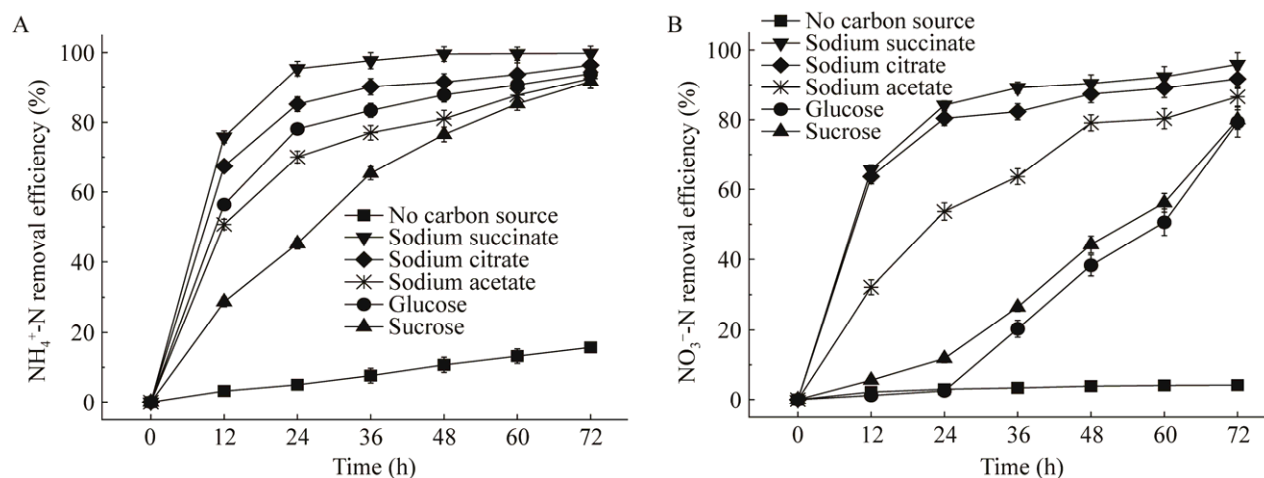 A
NH₄⁺-N removal efficiency (%)
100
80
60
40
20
0
No carbon source
Sodium succinate
Sodium citrate
Sodium acetate
Glucose
Sucrose
0 12 24 36 48 60 72
Time (h)
B
NO₃⁻-N removal efficiency (%)
No carbon source
Sodium succinate
Sodium citrate
Sodium acetate
Glucose
Sucrose
100
80
60
40
20
0
0 12 24 36 48 60 72
Time (h)